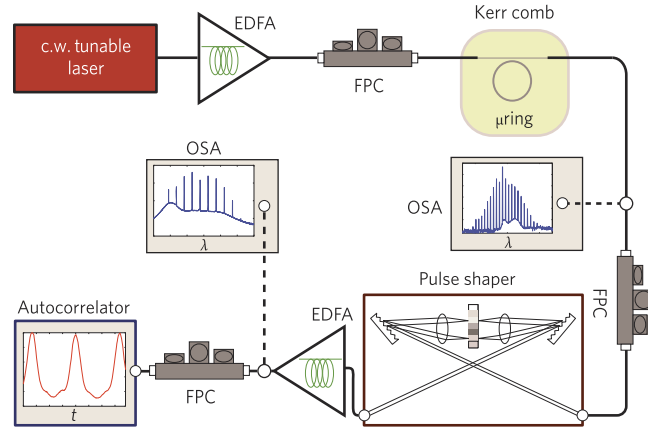 EDFA
Kerr comb
c.w. tunable
laser
FPC
μring
OSA
λ
OSA
λ
Pulse shaper
FPC
Autocorrelator
EDFA
t
FPC